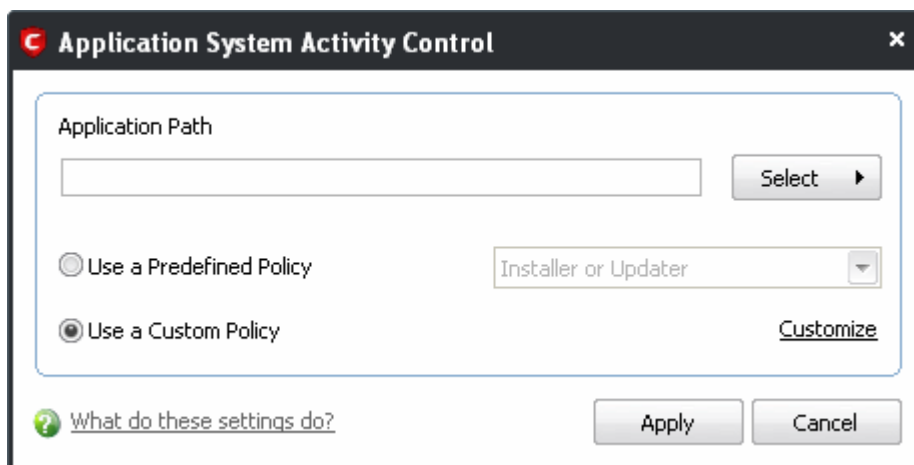 Application System Activity Control
Application Path
Select
Use a Predefined Policy
Installer or Updater
Use a Custom Policy
Customize
What do these settings do?
Apply
Cancel